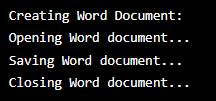 Creating Word Document:
Opening Word document...
Saving Word document...
Closing Word document...